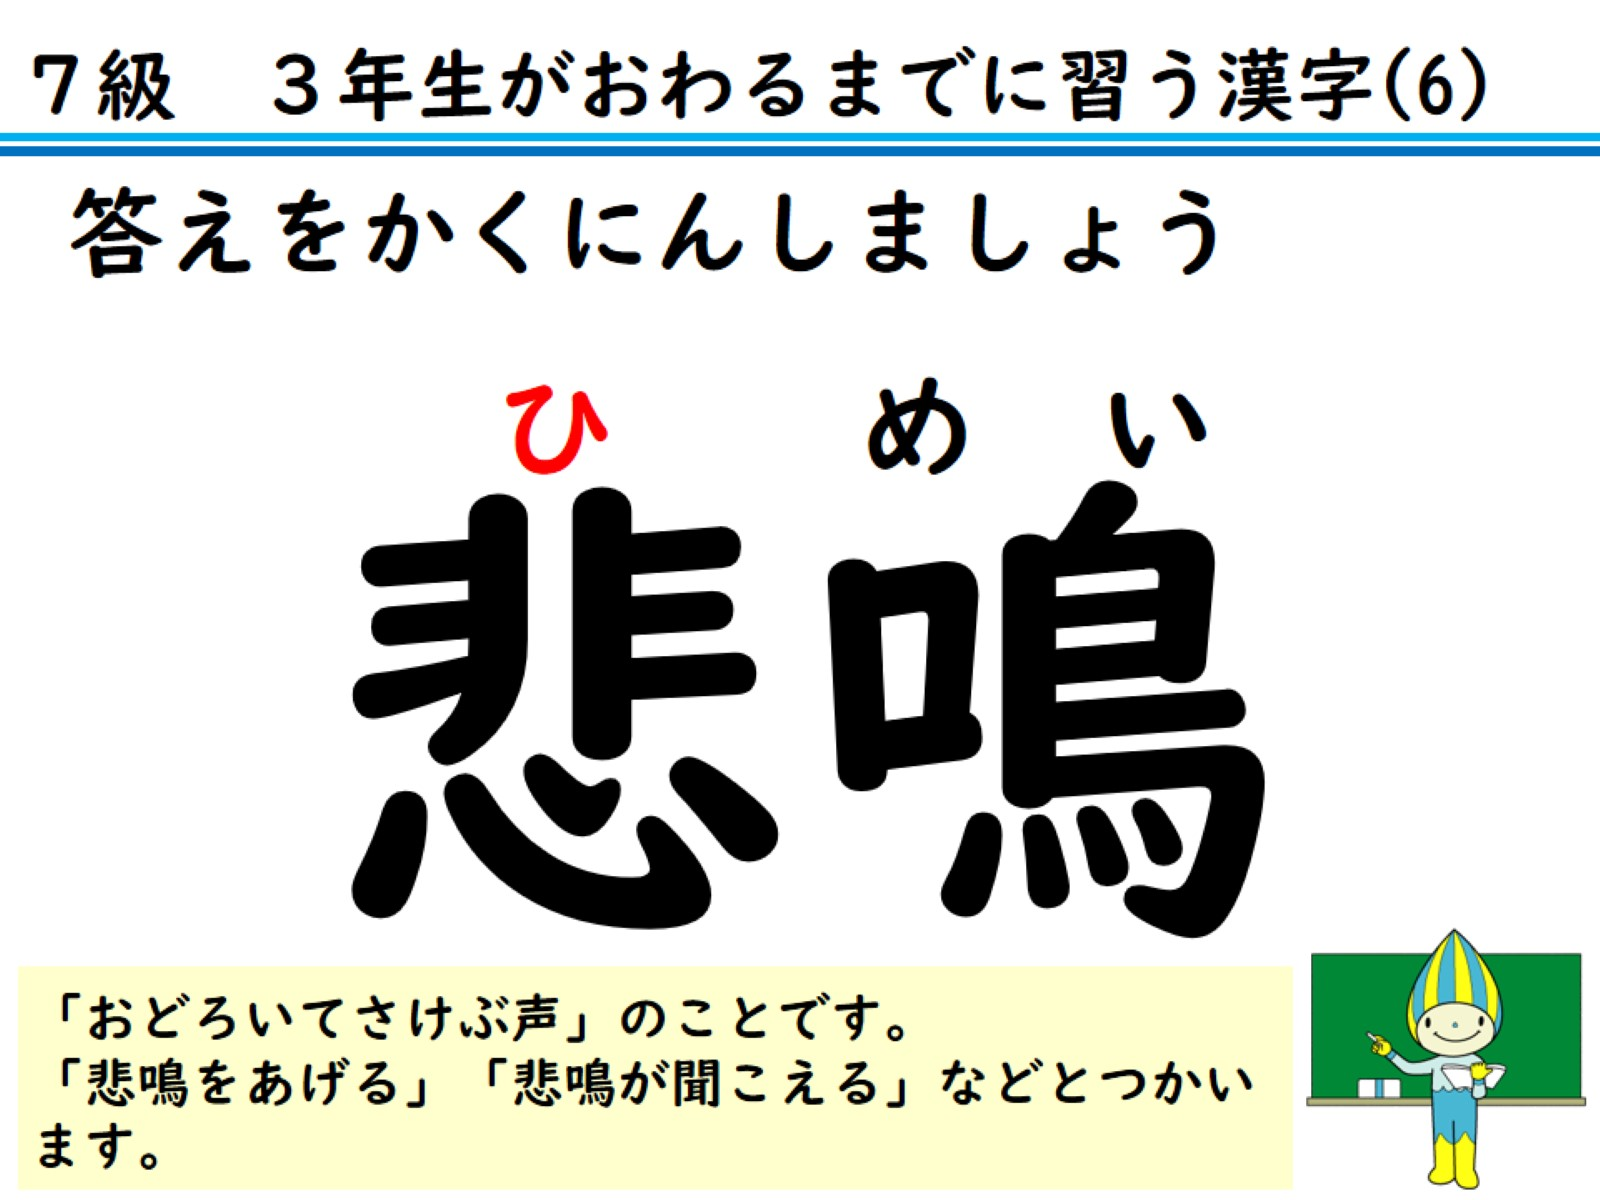 ７級　３年生がおわるまでに習う漢字(6)
答えをかくにんしましょう
ひ　めい
悲鳴
「おどろいてさけぶ声」のことです。
「悲鳴をあげる」「悲鳴が聞こえる」などとつかい
ます。